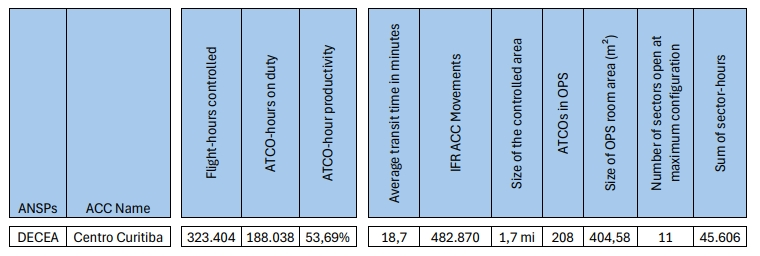 ANSPs
ACC Name
Flight-hours controlled
ATCO-hours on duty
ATCO-hour productivity
Average transit time in minutes
IFR ACC Movements
Size of the controlled area
ATCOs in OPS
Size of OPS room area (m²)
Number of sectors open at
maximum configuration
Sum of sector-hours
DECEA Centro Curitiba 323.404 188.038 53,69% 18,7 482.870 1,7 mi 208 404,58 11 45.606